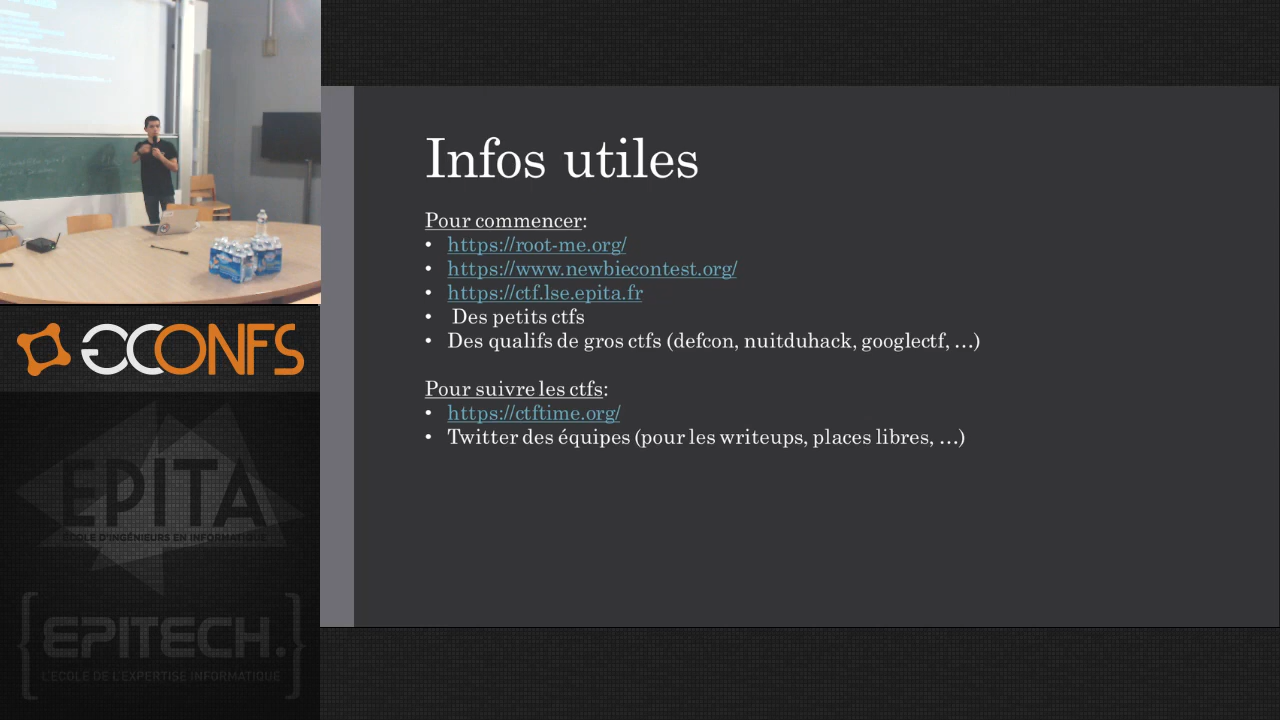 Infos utiles
Pour commencer:
• https://root-me.org/
• https://www.newbiecontest.org/
• https://ctf.lse.epita.fr
• Des petits ctfs
• Des qualifs de gros ctfs (defcon, nuitduhack, googlectf, …)
Pour suivre les ctfs:
• https://ctftime.org/
• Twitter des équipes (pour les writeups, places libres, …)
GCONFS
EPITA
ÉCOLE D'INGÉNIEURS EN INFORMATIQUE
{EPITECH.}
L'ECOLE DE L'EXPERTISE INFORMATIQUE